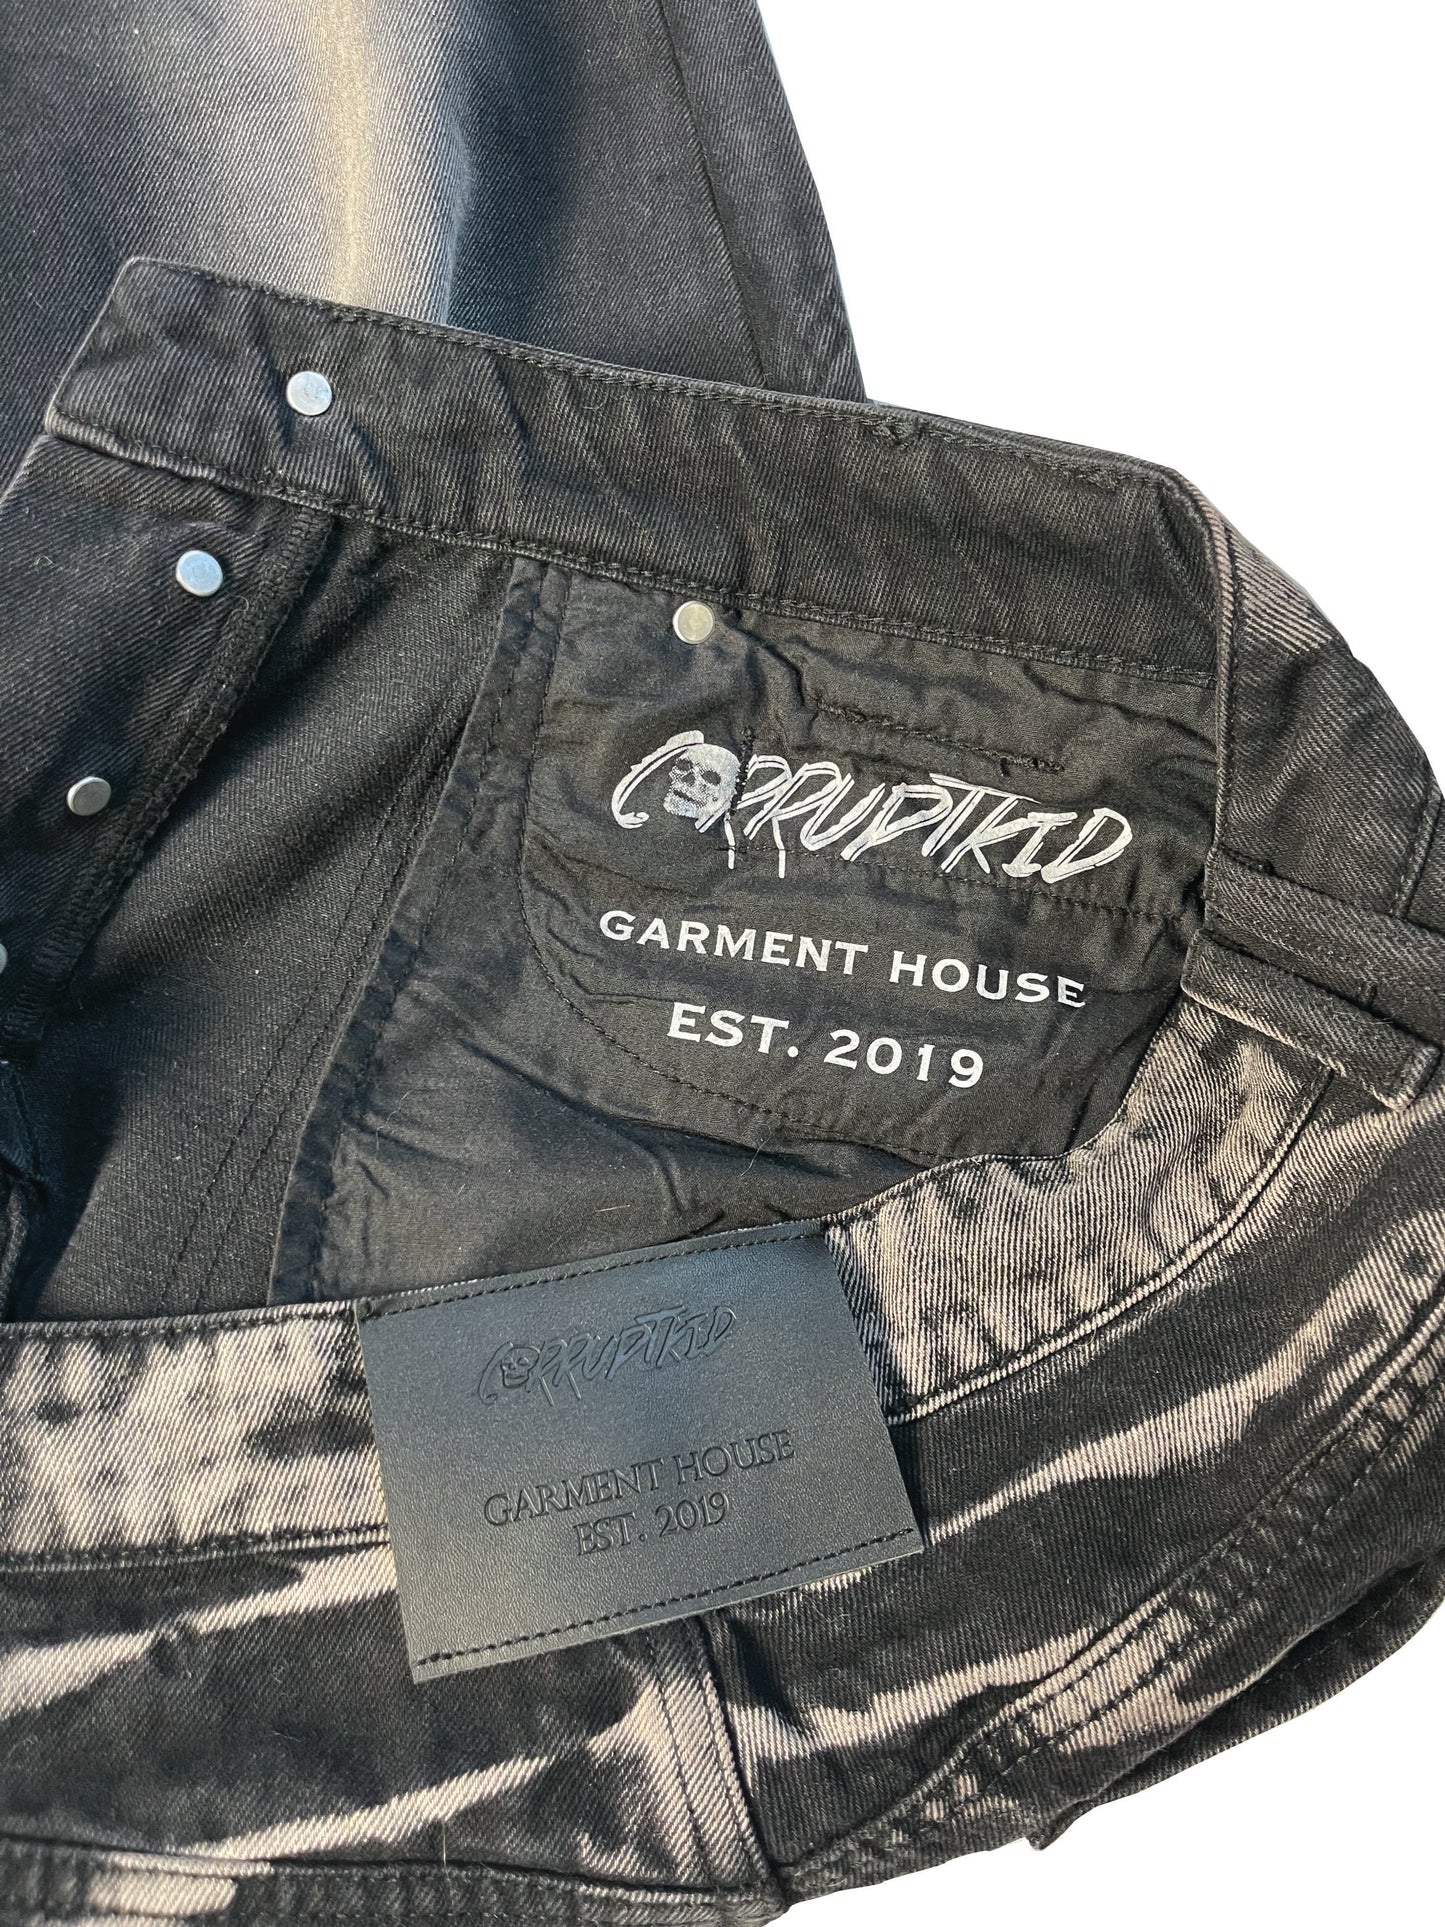 CORRUPTKID
GARMENT HOUSE
EST. 2019
CORRUPTKID
GARMENT HOUSE
EST. 2019